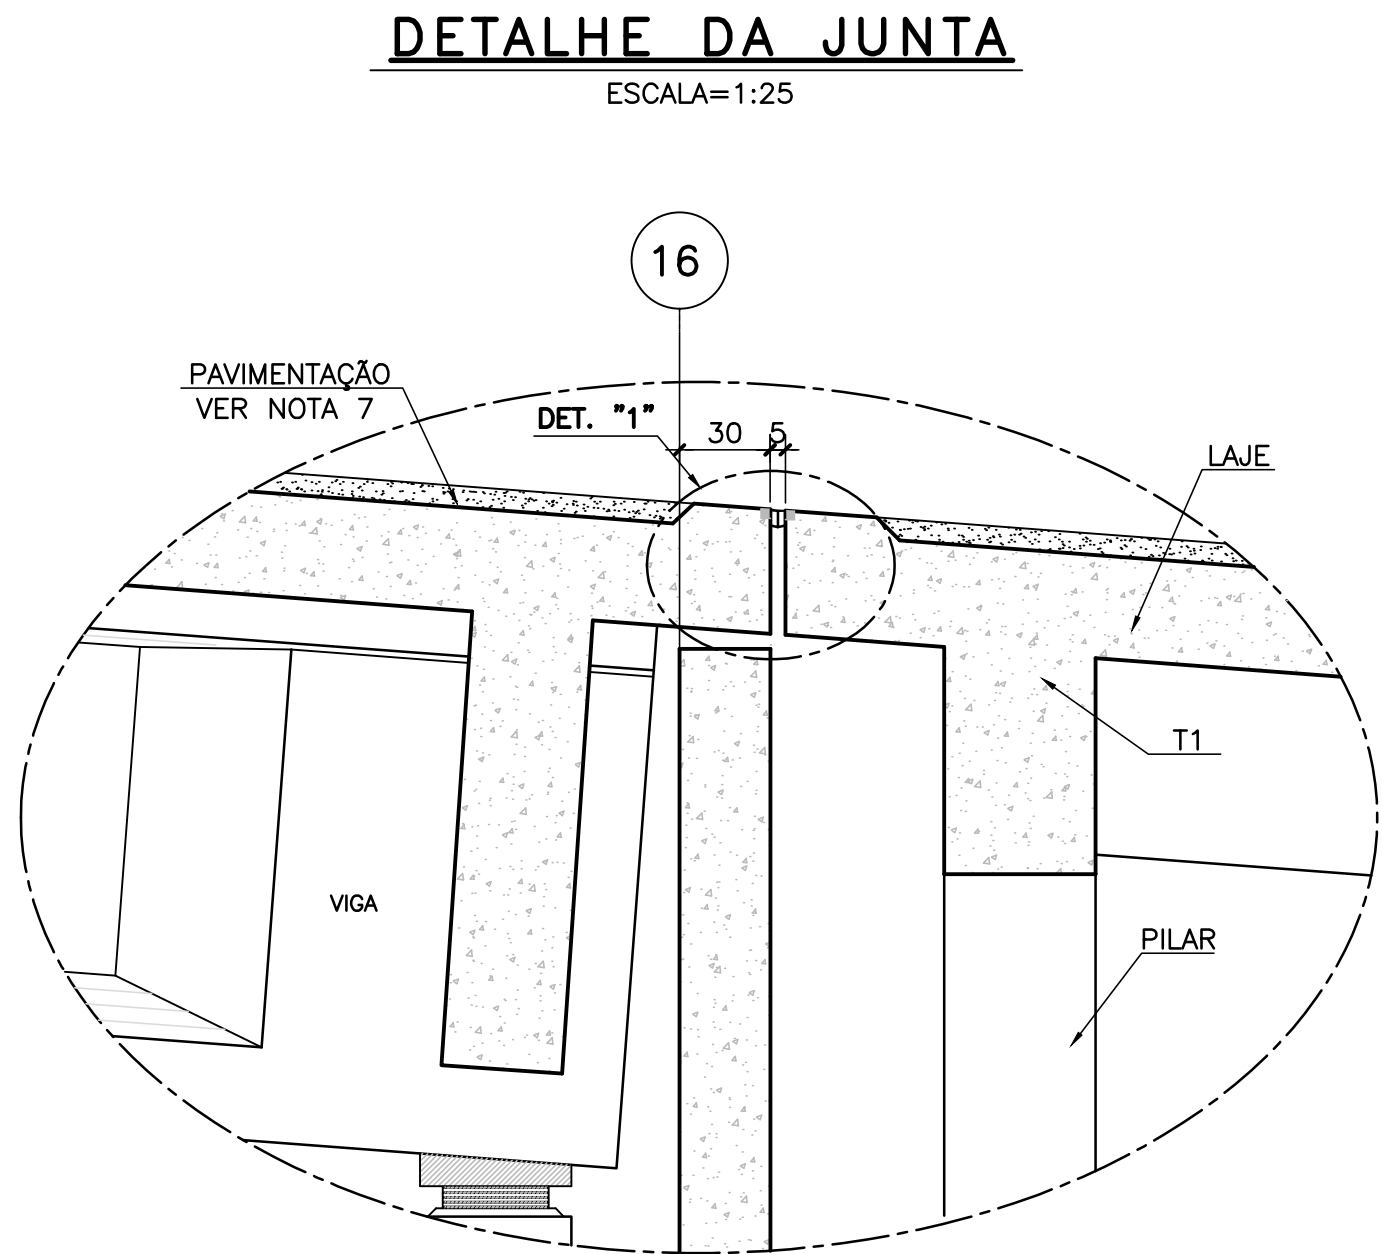 DETALHE DA JUNTA
ESCALA=1:25
16
PAVIMENTAÇÃO
VER NOTA 7
DET. "1"
30 5
LAJE
T1
VIGA
PILAR